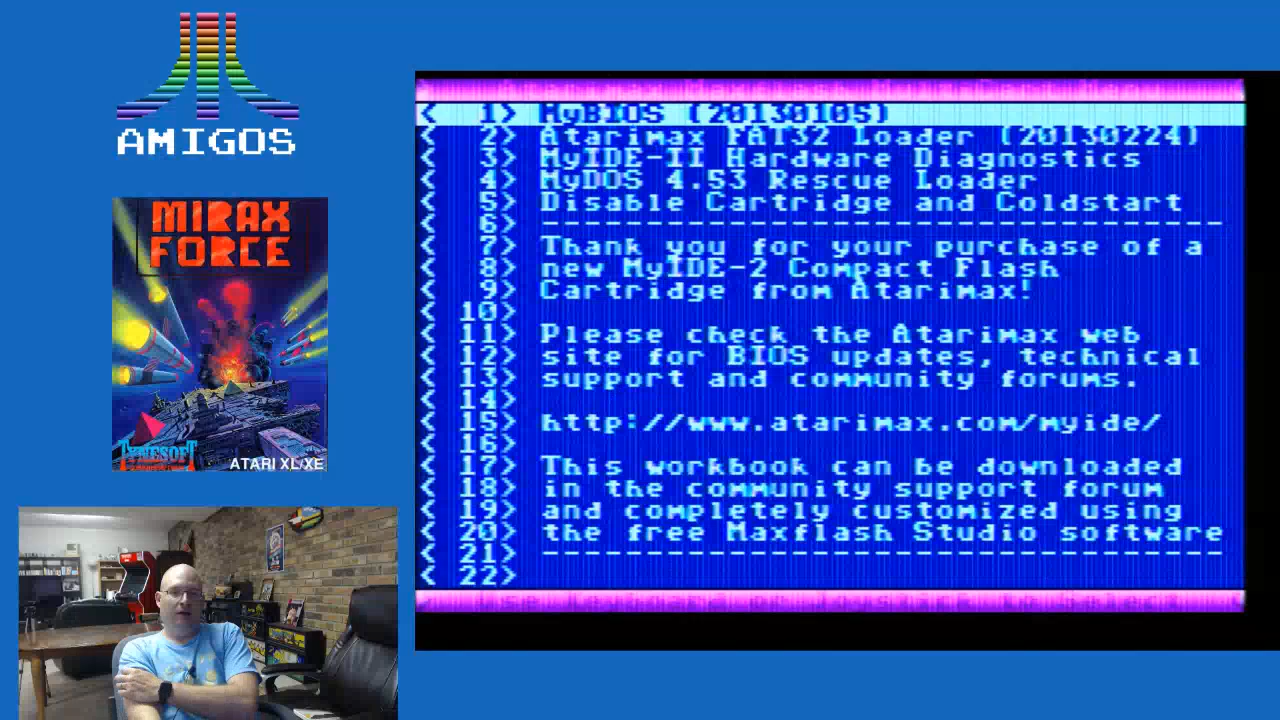 AMIGOS
MIRAX
FORCE
TYNESOFT
ATARI XL/XE
< 1> MyBIOS (20130105)
< 2> Atarimax FAT32 Loader (20130224)
< 3> MyIDE-II Hardware Diagnostics
< 4> MyDOS 4.53 Rescue Loader
< 5> Disable Cartridge and Coldstart
< 6> ---------------------------------
< 7> Thank you for your purchase of a
< 8> new MyIDE-2 Compact Flash
< 9> Cartridge from Atarimax!
< 10>
< 11> Please check the Atarimax web
< 12> site for BIOS updates, technical
< 13> support and community forums.
< 14>
< 15> http://www.atarimax.com/myide/
< 16>
< 17> This workbook can be downloaded
< 18> in the community support forum
< 19> and completely customized using
< 20> the free Maxflash Studio software
< 21> ---------------------------------
< 22>